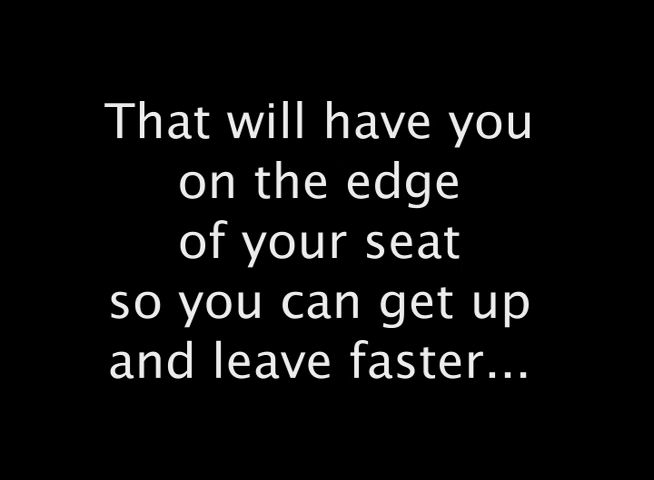 That will have you
on the edge
of your seat
so you can get up
and leave faster...